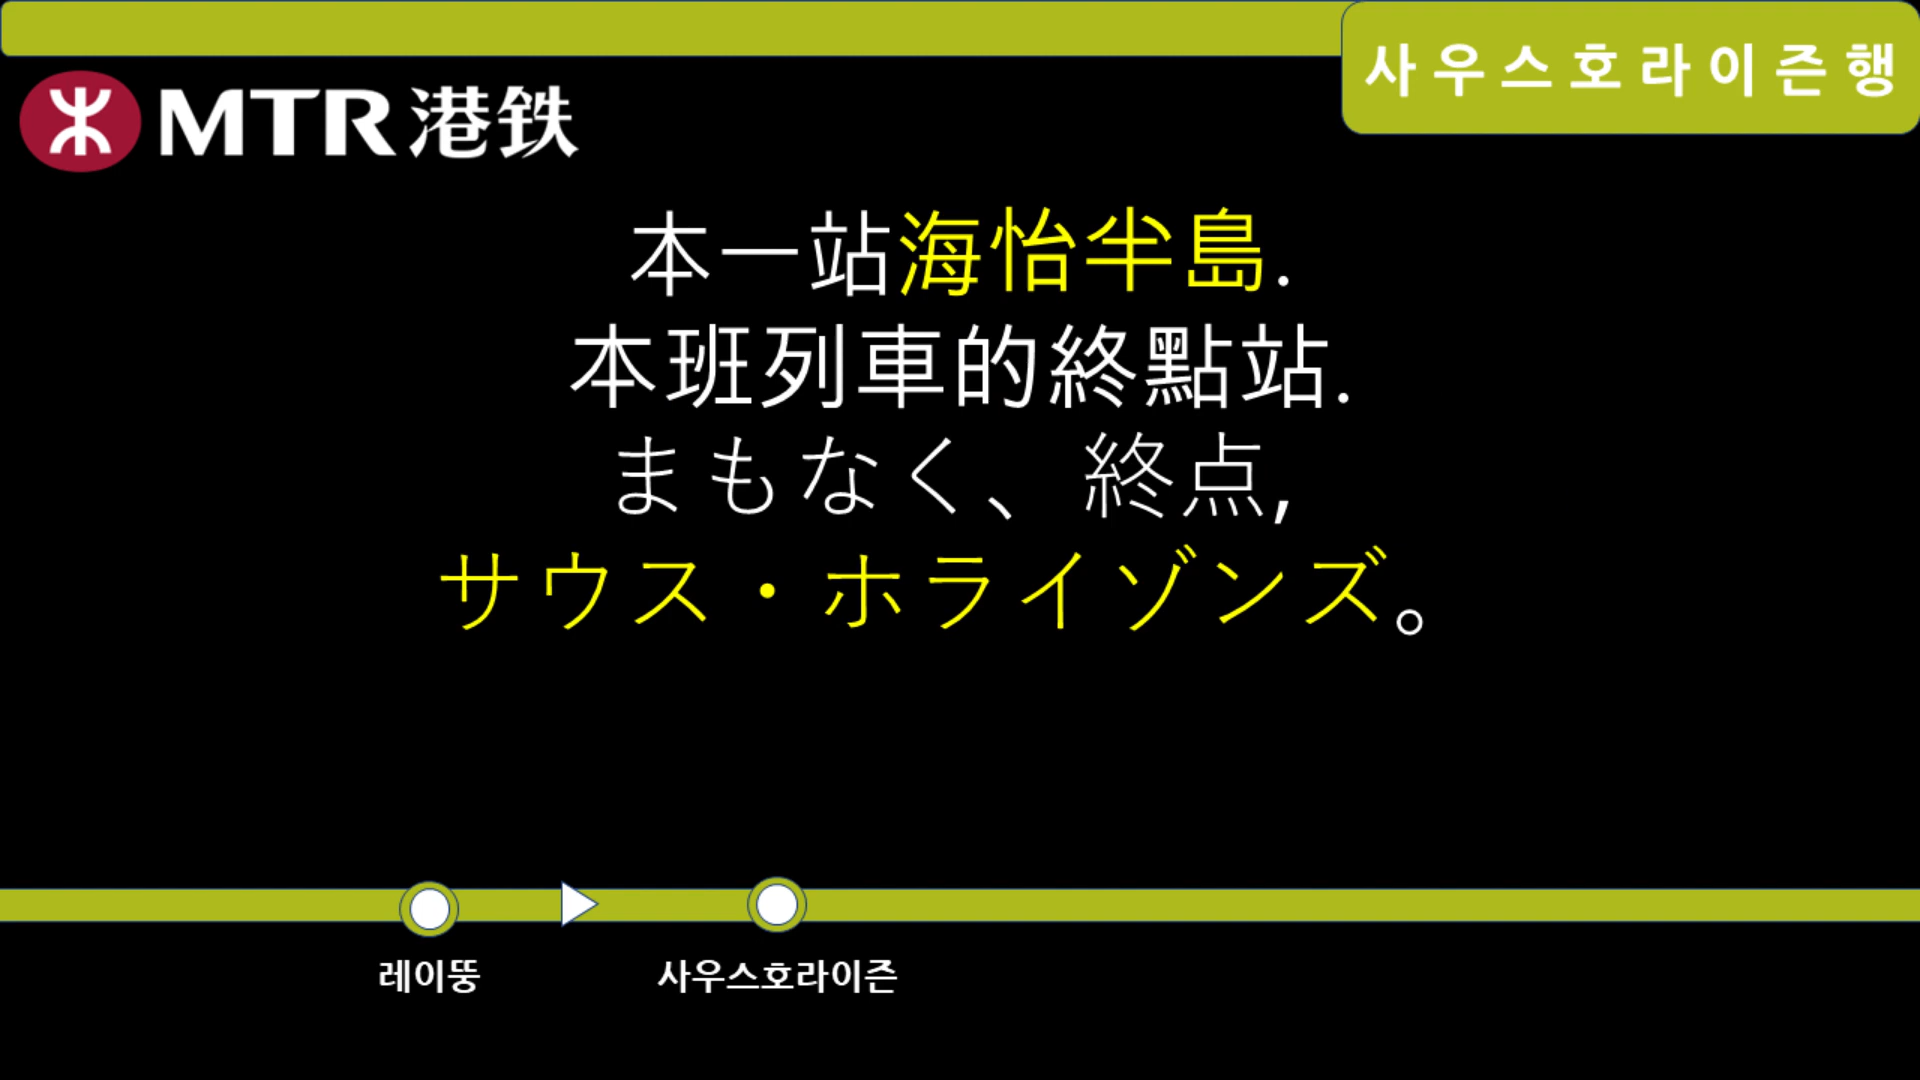 사우스호라이즌행
MTR港鉄
本一站海怡半島.
本班列車的終點站.
まもなく、終点,
サウス・ホライゾンズ。
레이뚱
사우스호라이즌